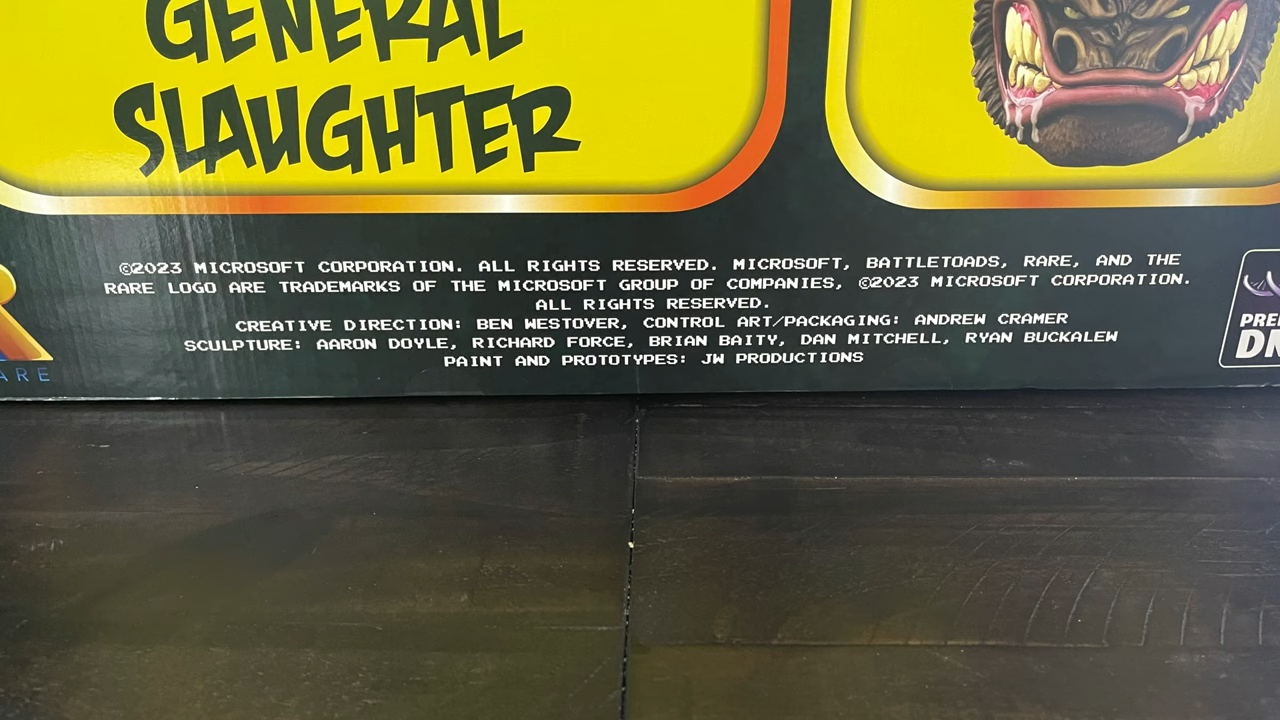 GENERAL
SLAUGHTER
©2023 MICROSOFT CORPORATION. ALL RIGHTS RESERVED. MICROSOFT, BATTLETOADS, RARE, AND THE
RARE LOGO ARE TRADEMARKS OF THE MICROSOFT GROUP OF COMPANIES, ©2023 MICROSOFT CORPORATION.
ALL RIGHTS RESERVED.
CREATIVE DIRECTION: BEN WESTOVER, CONTROL ART/PACKAGING: ANDREW CRAMER
SCULPTURE: AARON DOYLE, RICHARD FORCE, BRIAN BAITY, DAN MITCHELL, RYAN BUCKALEW
PAINT AND PROTOTYPES: JW PRODUCTIONS